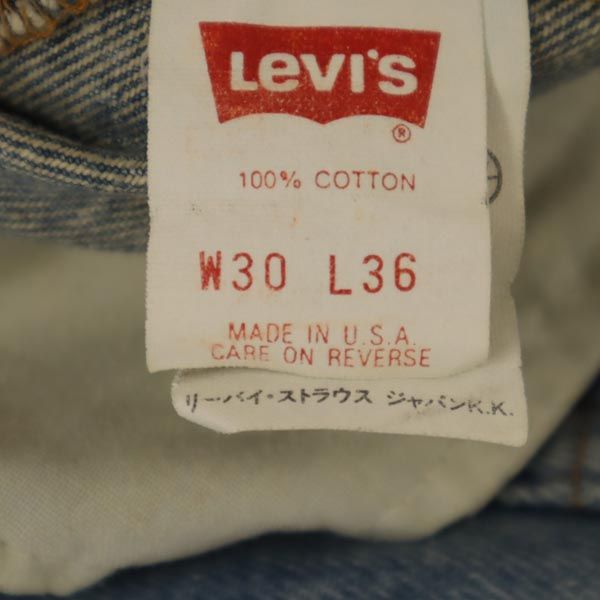 LEVI'S
®
100% COTTON
W30 L36
MADE IN U.S.A.
CARE ON REVERSE
リーバイ・ストラウス ジャパンK.K.